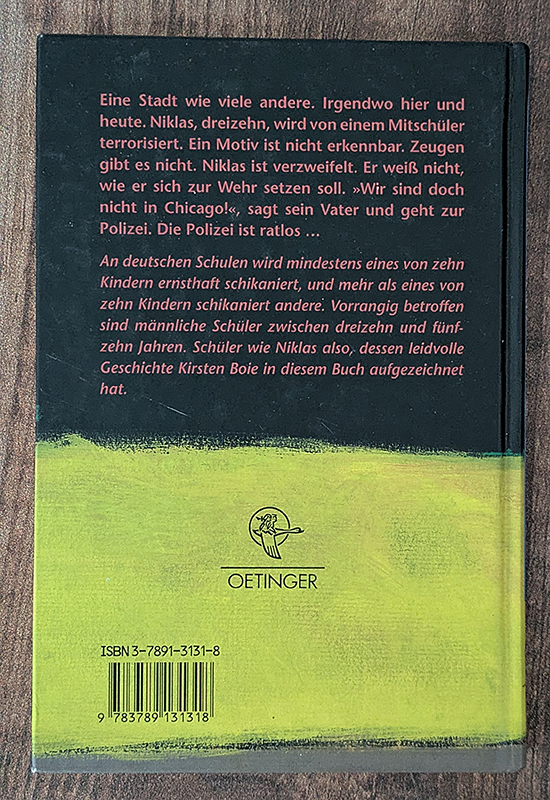 Eine Stadt wie viele andere. Irgendwo hier und
heute. Niklas, dreizehn, wird von einem Mitschüler
terrorisiert. Ein Motiv ist nicht erkennbar. Zeugen
gibt es nicht. Niklas ist verzweifelt. Er weiß nicht,
wie er sich zur Wehr setzen soll. »Wir sind doch
nicht in Chicago!«, sagt sein Vater und geht zur
Polizei. Die Polizei ist ratlos ...
An deutschen Schulen wird mindestens eines von zehn
Kindern ernsthaft schikaniert, und mehr als eines von
zehn Kindern schikaniert andere. Vorrangig betroffen
sind männliche Schüler zwischen dreizehn und fünf-
zehn Jahren. Schüler wie Niklas also, dessen leidvolle
Geschichte Kirsten Boie in diesem Buch aufgezeichnet
hat.
OETINGER
ISBN 3-7891-3131-8
9 783789 131318